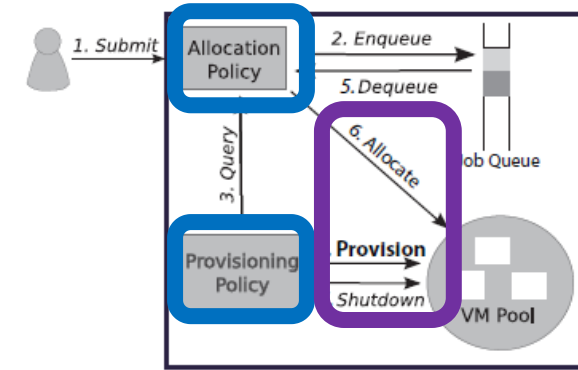 1. Submit
Allocation
Policy
2. Enqueue
5. Dequeue
6. Allocate
ob Queue
3. Query
Provisioning
Policy
. Provision
Shutdown
VM Pool